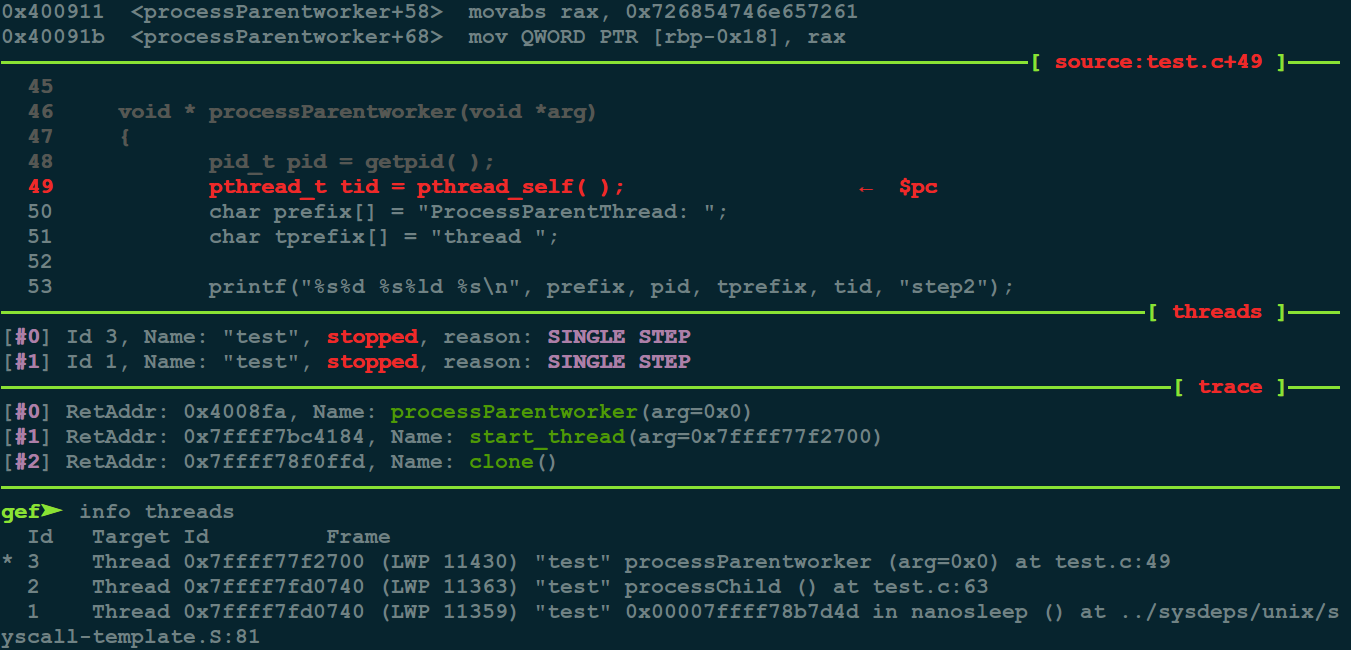 0x400911  <processParentworker+58>  movabs rax, 0x726854746e657261
0x40091b  <processParentworker+68>  mov QWORD PTR [rbp-0x18], rax
[ source:test.c+49 ]
45
46     void * processParentworker(void *arg)
47     {
48            pid_t pid = getpid( );
49            pthread_t tid = pthread_self( );                  ←  $pc
50            char prefix[] = "ProcessParentThread: ";
51            char tprefix[] = "thread ";
52
53            printf("%s%d %s%ld %s\n", prefix, pid, tprefix, tid, "step2");
[ threads ]
[#0] Id 3, Name: "test", stopped, reason: SINGLE STEP
[#1] Id 1, Name: "test", stopped, reason: SINGLE STEP
[ trace ]
[#0] RetAddr: 0x4008fa, Name: processParentworker(arg=0x0)
[#1] RetAddr: 0x7ffff7bc4184, Name: start_thread(arg=0x7ffff77f2700)
[#2] RetAddr: 0x7ffff78f0ffd, Name: clone()
gef➤  info threads
  Id   Target Id         Frame
* 3    Thread 0x7ffff77f2700 (LWP 11430) "test" processParentworker (arg=0x0) at test.c:49
  2    Thread 0x7ffff7fd0740 (LWP 11363) "test" processChild () at test.c:63
  1    Thread 0x7ffff7fd0740 (LWP 11359) "test" 0x00007ffff78b7d4d in nanosleep () at ../sysdeps/unix/s
yscall-template.S:81